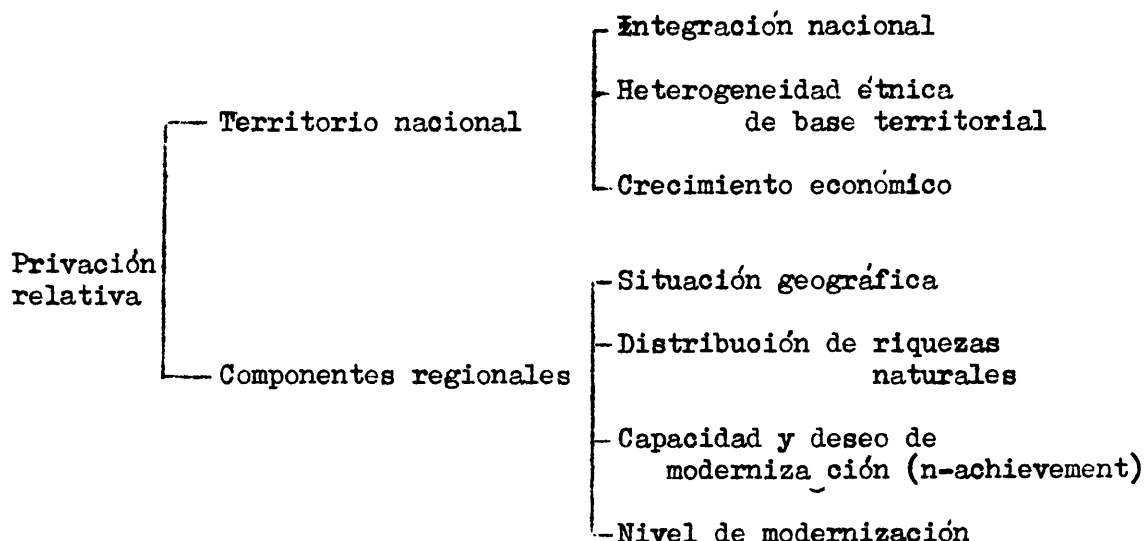 Integración nacional
Heterogeneidad étnica
de base territorial
Territorio nacional
Crecimiento económico
Privación
relativa
Situación geográfica
Distribución de riquezas
naturales
Componentes regionales
Capacidad y deseo de
moderniza ción (n-achievement)
Nivel de modernización